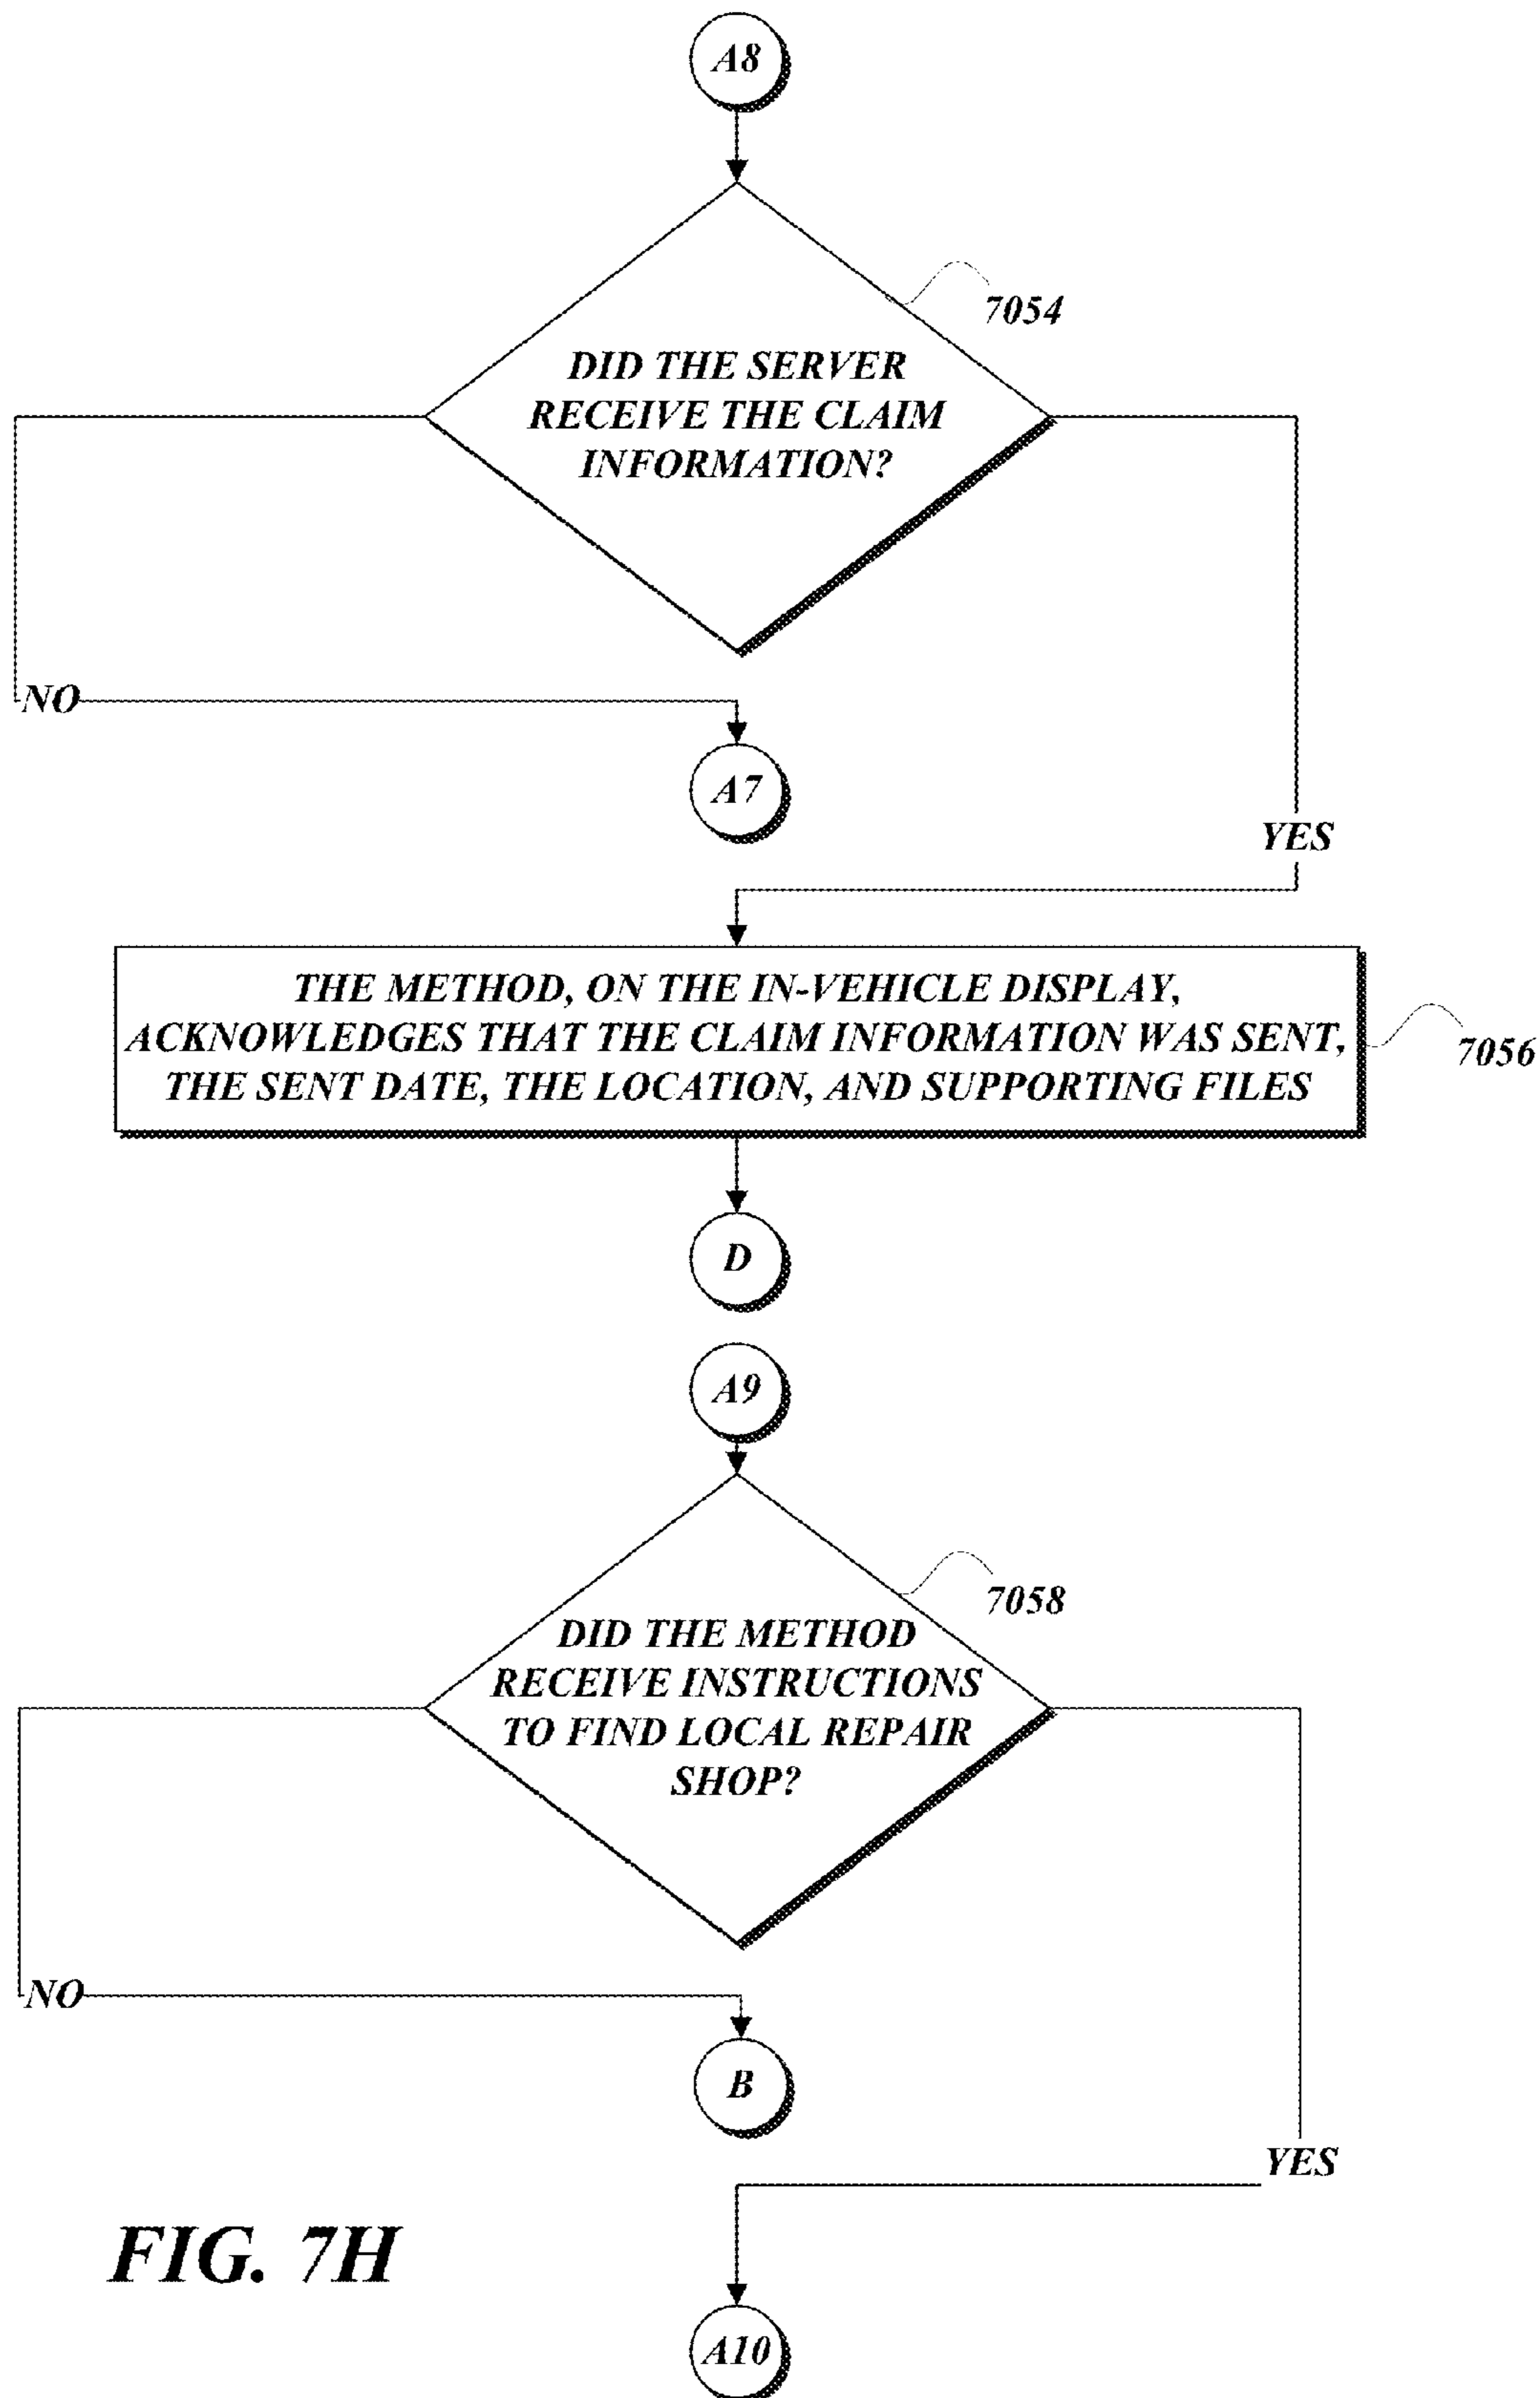 A8
7054
DID THE SERVER
RECEIVE THE CLAIM
INFORMATION?
NO
A7
YES
THE METHOD, ON THE IN-VEHICLE DISPLAY,
ACKNOWLEDGES THAT THE CLAIM INFORMATION WAS SENT,
THE SENT DATE, THE LOCATION, AND SUPPORTING FILES
7056
D
A9
7058
DID THE METHOD
RECEIVE INSTRUCTIONS
TO FIND LOCAL REPAIR
SHOP?
NO
B
YES
FIG. 7H
A10